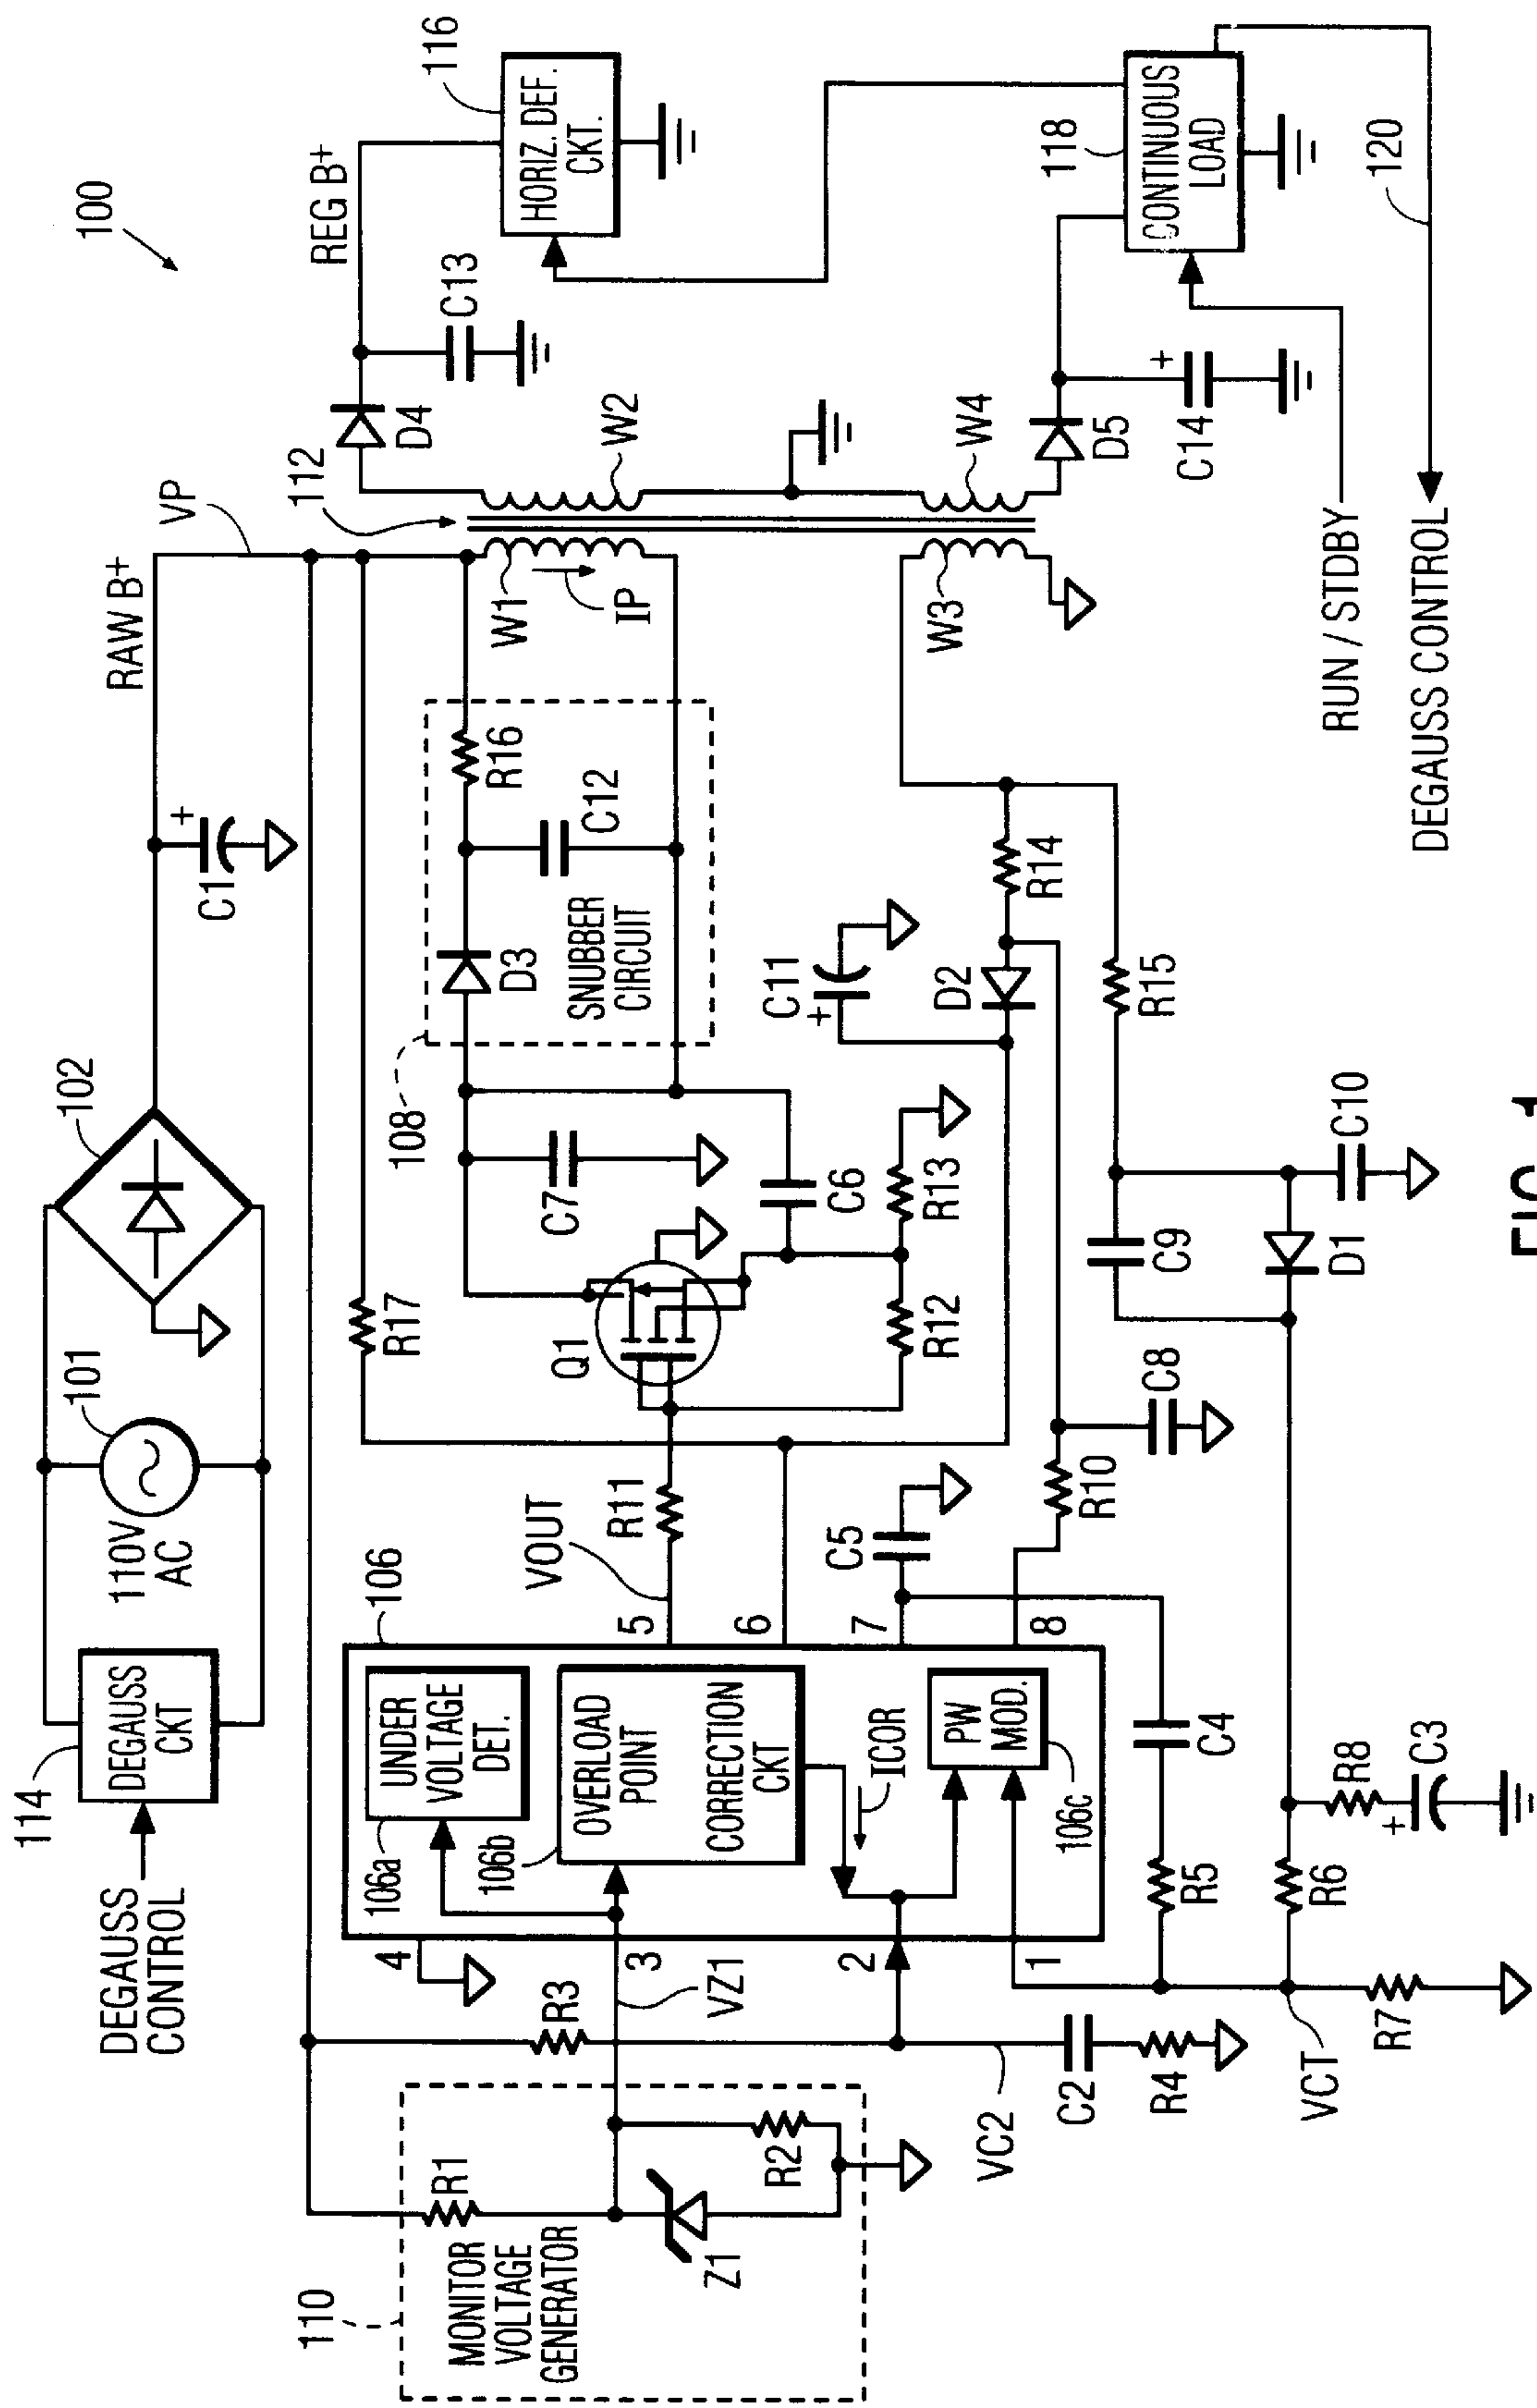 100
102
VP
RAW B+
REG B+
116
HORIZ. DEF.
CKT.
C13
D4
112
W2
W1
IP
W4
W3
D5
C14
+
118
CONTINUOUS
LOAD
120
RUN / STDBY
DEGAUSS CONTROL
C1
+
101
110V
AC
114
DEGAUSS
CKT
DEGAUSS
CONTROL
R16
C12
D3
SNUBBER
CIRCUIT
108
R17
C7
C6
Q1
R13
R12
C11
+
D2
R14
R15
C10
C9
D1
C8
R10
VOUT
R11
C5
106
5
6
7
8
UNDER
VOLTAGE
DET.
106a
OVERLOAD
POINT
CORRECTION
CKT
106b
ICOR
PW
MOD.
106c
4
3
2
1
VZ1
R3
C4
R5
R8
C3
+
R6
R7
VCT
C2
R4
VC2
R1
R2
Z1
MONITOR
VOLTAGE
GENERATOR
110